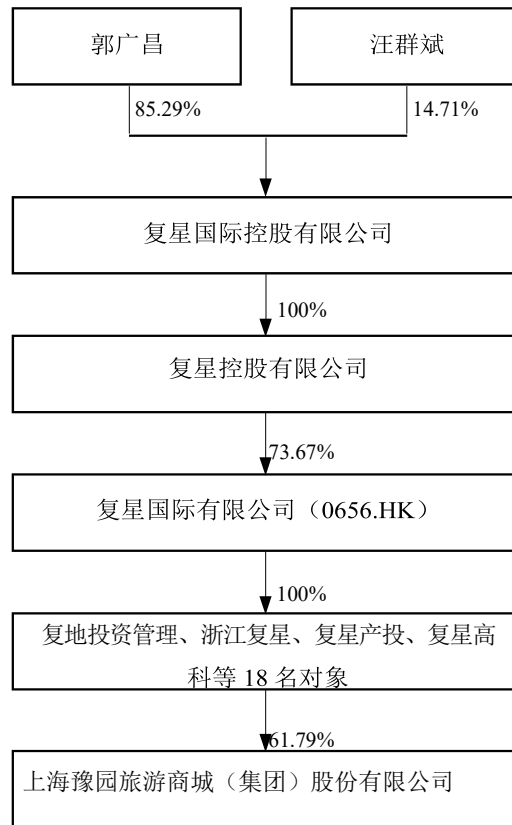 郭广昌
汪群斌
85.29%
14.71%
复星国际控股有限公司
100%
复星控股有限公司
73.67%
复星国际有限公司（0656.HK）
100%
复地投资管理、浙江复星、复星产投、复星高
科等 18 名对象
61.79%
上海豫园旅游商城（集团）股份有限公司